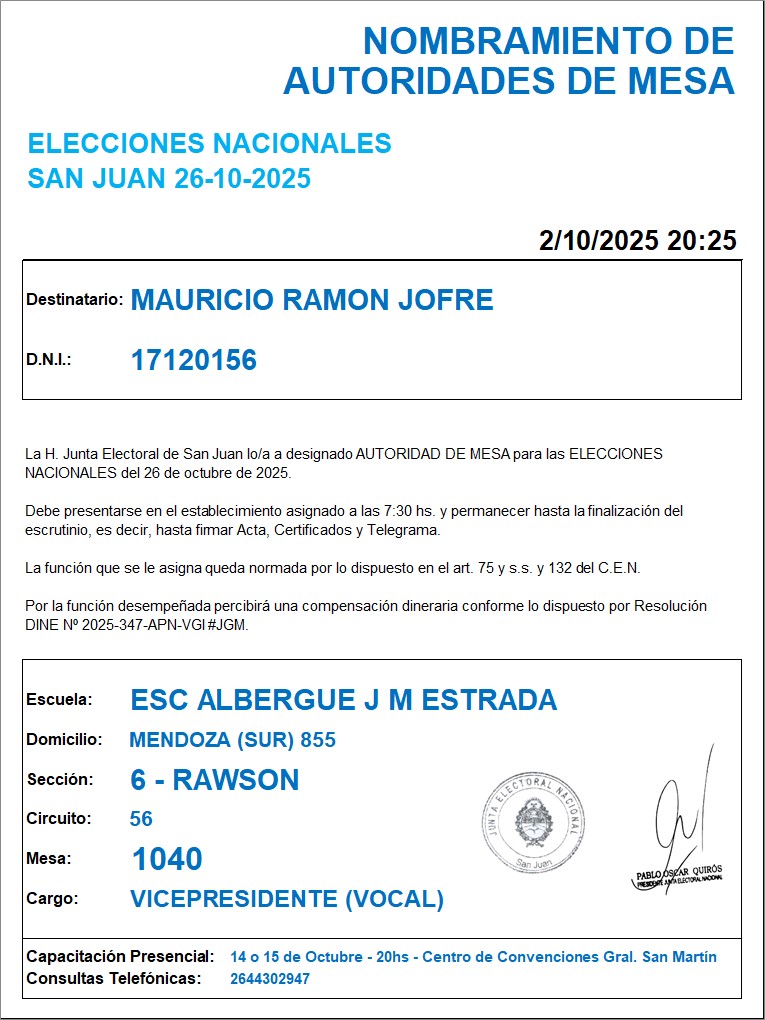 NOMBRAMIENTO DE
AUTORIDADES DE MESA
ELECCIONES NACIONALES
SAN JUAN 26-10-2025
2/10/2025 20:25
Destinatario: MAURICIO RAMON JOFRE
D.N.I.: 17120156
La H. Junta Electoral de San Juan lo/a a designado AUTORIDAD DE MESA para las ELECCIONES
NACIONALES del 26 de octubre de 2025.
Debe presentarse en el establecimiento asignado a las 7:30 hs. y permanecer hasta la finalización del
escrutinio, es decir, hasta firmar Acta, Certificados y Telegrama.
La función que se le asigna queda normada por lo dispuesto en el art. 75 y s.s. y 132 del C.E.N.
Por la función desempeñada percibirá una compensación dineraria conforme lo dispuesto por Resolución
DINE Nº 2025-347-APN-VGI #JGM.
Escuela: ESC ALBERGUE J M ESTRADA
Domicilio: MENDOZA (SUR) 855
Sección: 6 - RAWSON
Circuito: 56
Mesa: 1040
Cargo: VICEPRESIDENTE (VOCAL)
JUNTA ELECTORAL NACIONAL
San Juan
PABLO OSCAR QUIRÓS
PRESIDENTE JUNTA ELECTORAL NACIONAL
Capacitación Presencial: 14 o 15 de Octubre - 20hs - Centro de Convenciones Gral. San Martín
Consultas Telefónicas: 2644302947